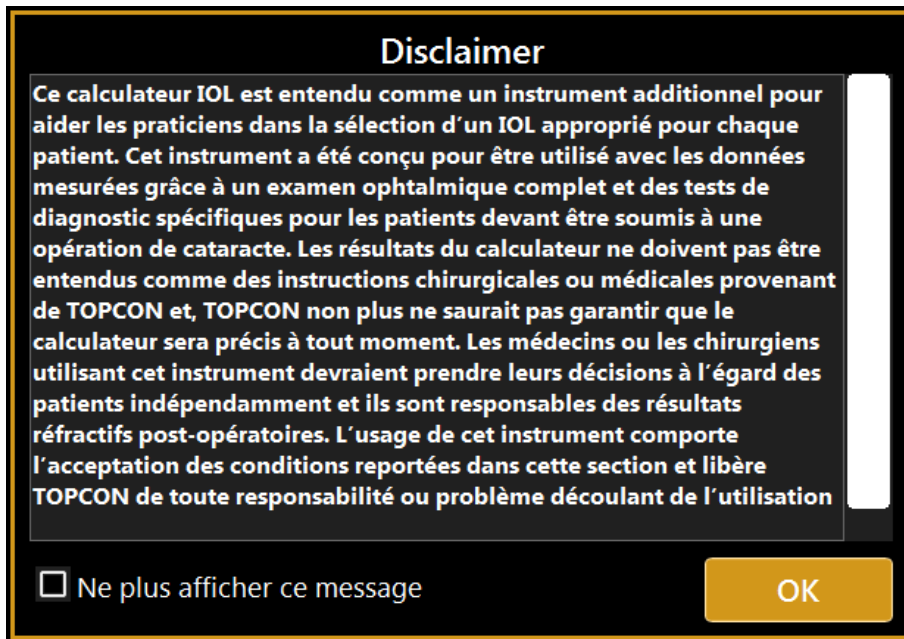 Disclaimer
Ce calculateur IOL est entendu comme un instrument additionnel pour
aider les praticiens dans la sélection d'un IOL approprié pour chaque
patient. Cet instrument a été conçu pour être utilisé avec les données
mesurées grâce à un examen ophtalmique complet et des tests de
diagnostic spécifiques pour les patients devant être soumis à une
opération de cataracte. Les résultats du calculateur ne doivent pas être
entendus comme des instructions chirurgicales ou médicales provenant
de TOPCON et, TOPCON non plus ne saurait pas garantir que le
calculateur sera précis à tout moment. Les médecins ou les chirurgiens
utilisant cet instrument devraient prendre leurs décisions à l'égard des
patients indépendamment et ils sont responsables des résultats
réfractifs post-opératoires. L'usage de cet instrument comporte
l'acceptation des conditions reportées dans cette section et libère
TOPCON de toute responsabilité ou problème découlant de l'utilisation
Ne plus afficher ce message
OK